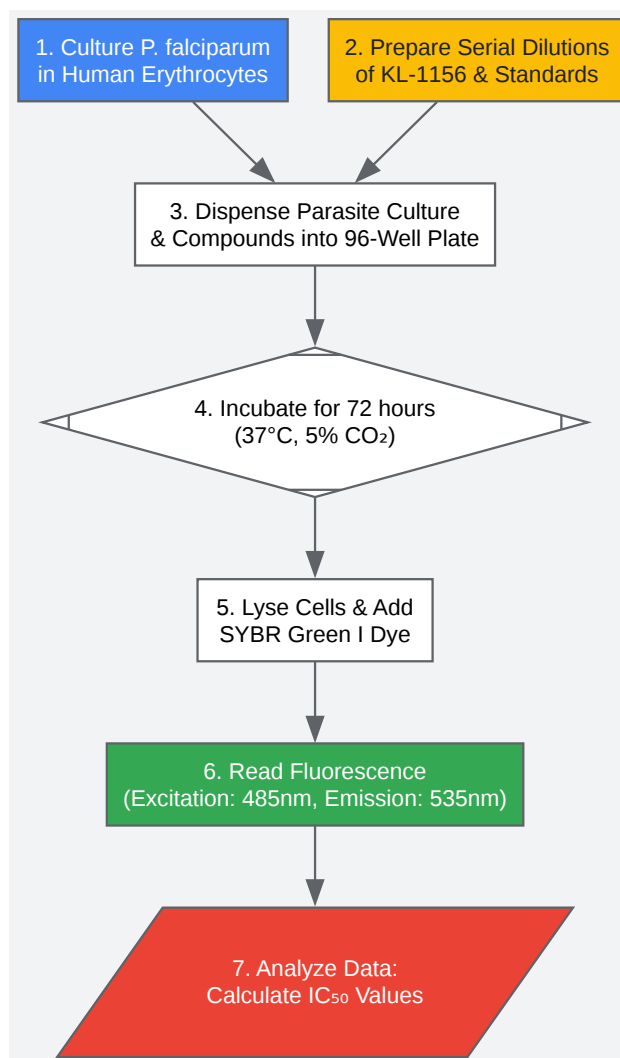 1. Culture P. falciparum
in Human Erythrocytes
2. Prepare Serial Dilutions
of KL-1156 & Standards
3. Dispense Parasite Culture
& Compounds into 96-Well Plate
4. Incubate for 72 hours
(37°C, 5% CO₂)
5. Lyse Cells & Add
SYBR Green I Dye
6. Read Fluorescence
(Excitation: 485nm, Emission: 535nm)
7. Analyze Data:
Calculate IC₅₀ Values